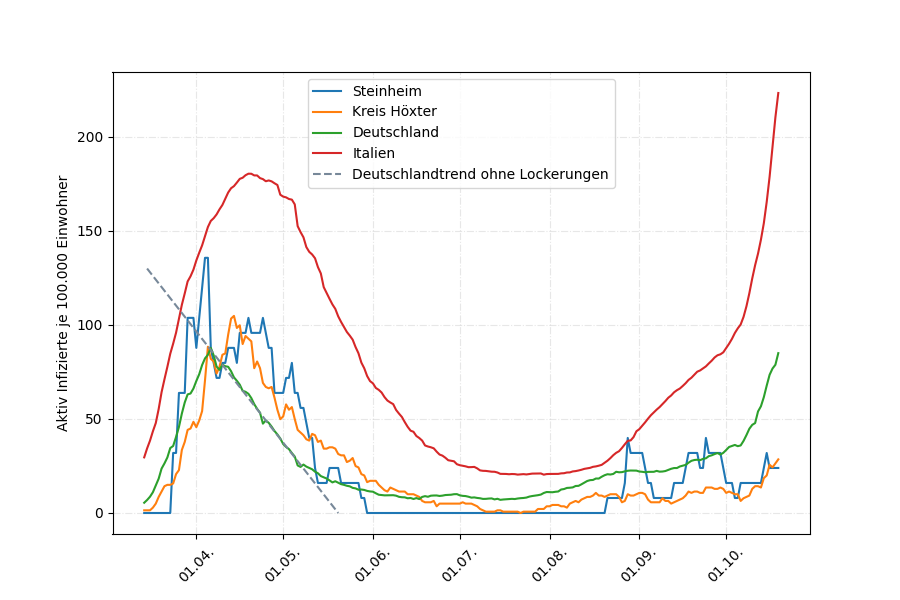 Steinheim
Kreis Höxter
Deutschland
Italien
Deutschlandtrend ohne Lockerungen
Aktiv Infizierte je 100.000 Einwohner
200
150
100
50
0
01.04.
01.05.
01.06.
01.07.
01.08.
01.09.
01.10.